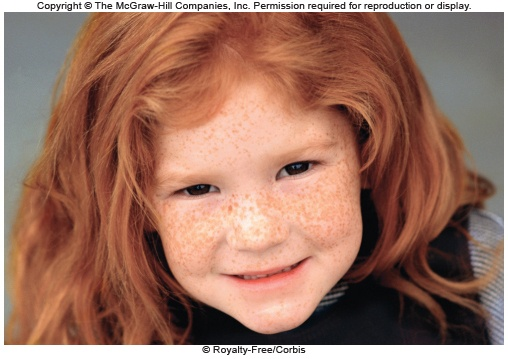 Copyright © The McGraw-Hill Companies, Inc. Permission required for reproduction or display.
© Royalty-Free/Corbis